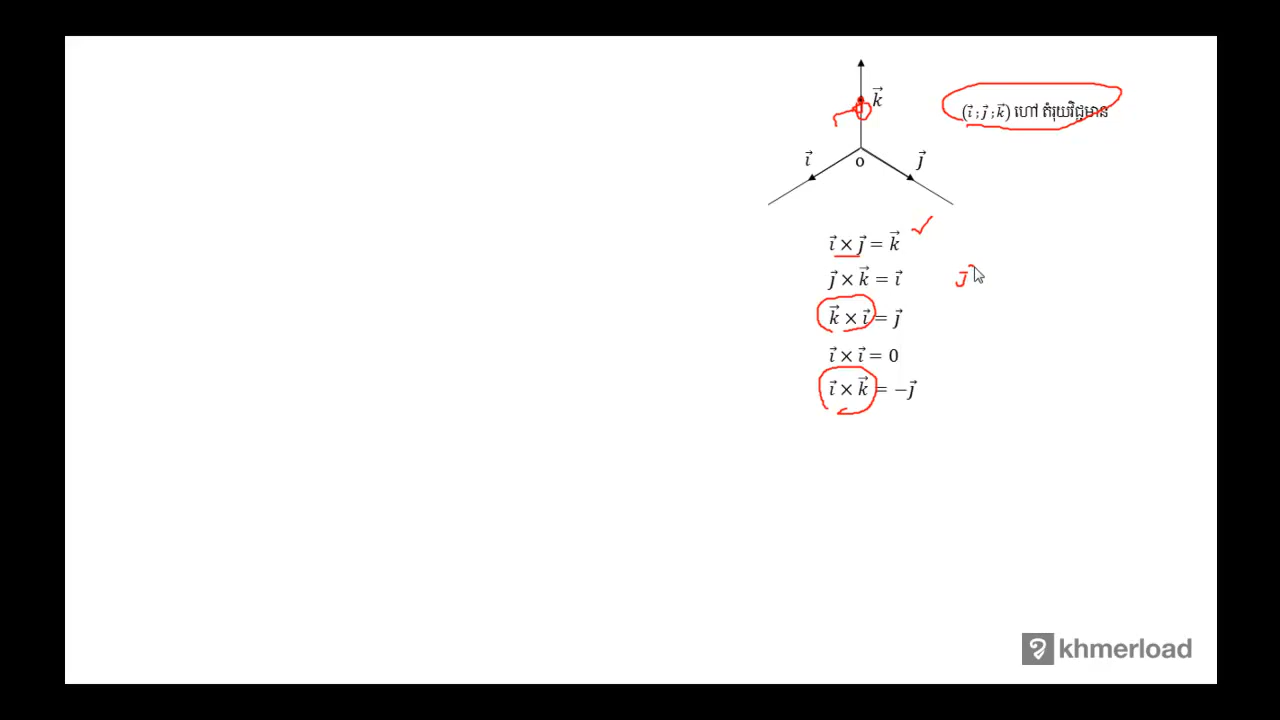 k⃗
(i⃗ ; j⃗ ; k⃗) ហៅ តំរុយវិជ្ជមាន
i⃗ o j⃗
i⃗ × j⃗ = k⃗
j⃗ × k⃗ = i⃗ J
k⃗ × i⃗ = j⃗
i⃗ × i⃗ = 0
i⃗ × k⃗ = −j⃗
khmerload